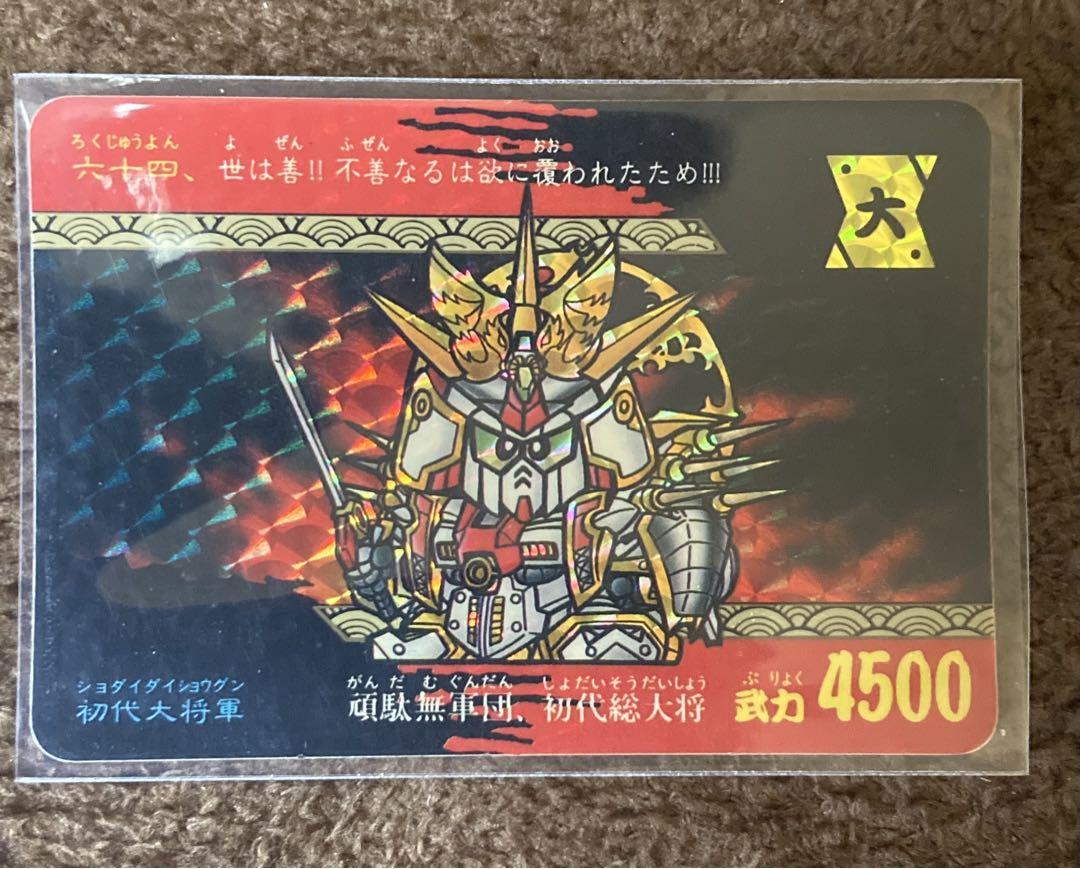 ろくじゅうよん よ ぜん ふぜん よく おお
六十四、世は善!! 不善なるは欲に覆われたため!!!
大
ショダイダイショウグン
初代大将軍
がんだむぐんだん しょだいそうだいしょう
頑駄無軍団、初代総大将
ぶりょく
武力 4500